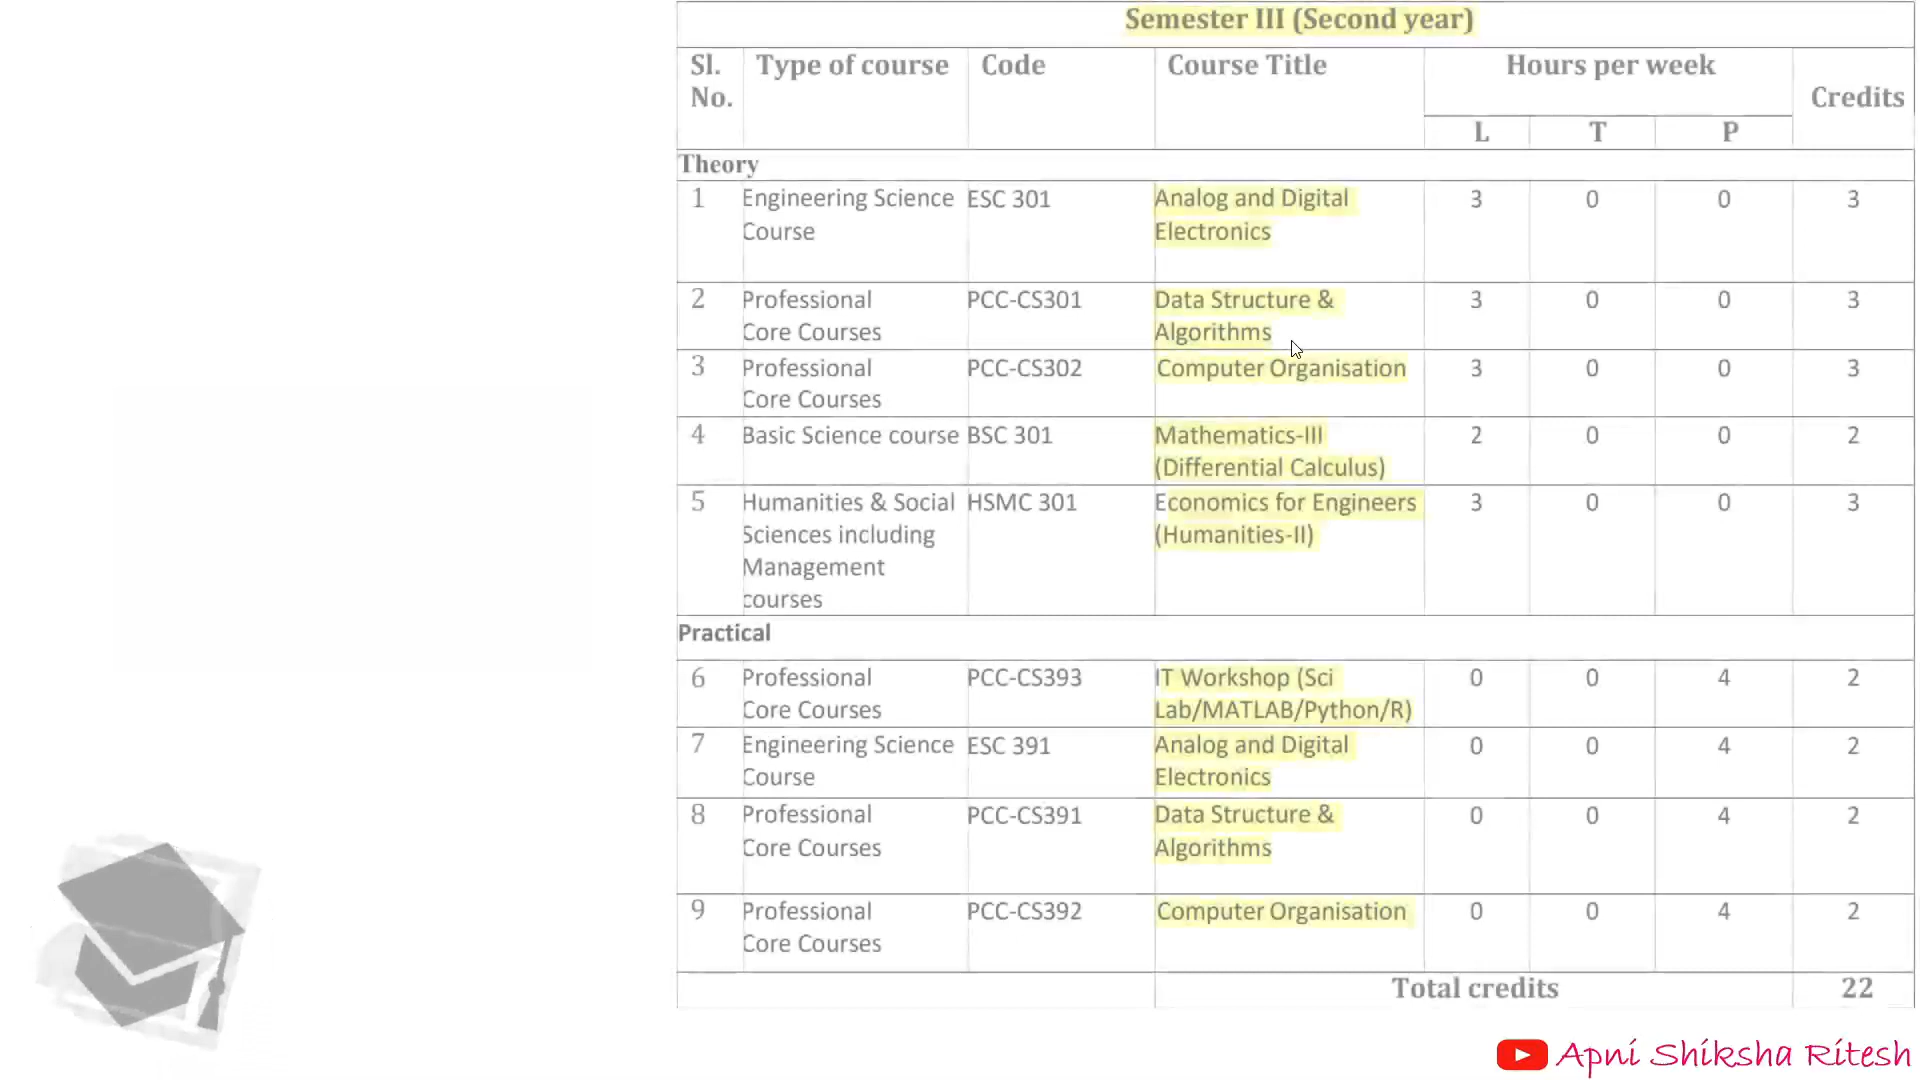 Semester III (Second year)
Sl. Type of course Code Course Title Hours per week
No. Credits
L T P
Theory
1 Engineering Science ESC 301 Analog and Digital 3 0 0 3
Course Electronics
2 Professional PCC-CS301 Data Structure & 3 0 0 3
Core Courses Algorithms
3 Professional PCC-CS302 Computer Organisation 3 0 0 3
Core Courses
4 Basic Science course BSC 301 Mathematics-III 2 0 0 2
(Differential Calculus)
5 Humanities & Social HSMC 301 Economics for Engineers 3 0 0 3
Sciences including (Humanities-II)
Management
courses
Practical
6 Professional PCC-CS393 IT Workshop (Sci 0 0 4 2
Core Courses Lab/MATLAB/Python/R)
7 Engineering Science ESC 391 Analog and Digital 0 0 4 2
Course Electronics
8 Professional PCC-CS391 Data Structure & 0 0 4 2
Core Courses Algorithms
9 Professional PCC-CS392 Computer Organisation 0 0 4 2
Core Courses
Total credits 22
Apni Shiksha Ritesh